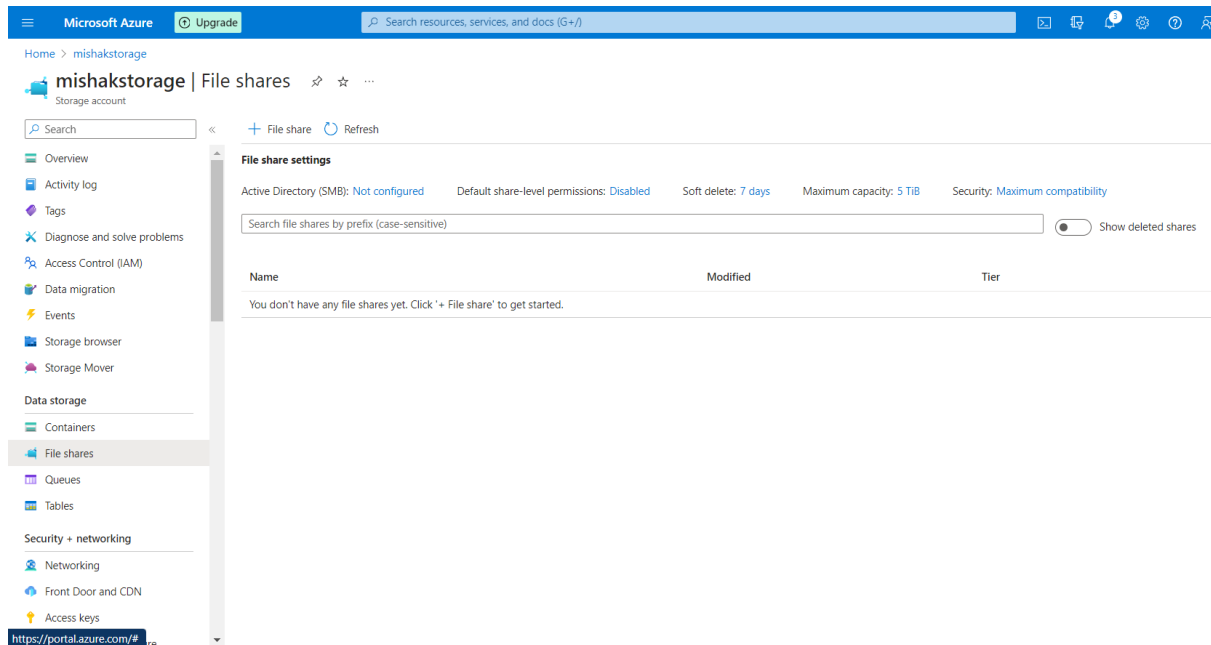 Microsoft Azure
Upgrade
Search resources, services, and docs (G+/)
3
Home > mishakstorage
mishakstorage | File shares
Storage account
Search
+ File share
Refresh
Overview
Activity log
Tags
Diagnose and solve problems
Access Control (IAM)
Data migration
Events
Storage browser
Storage Mover
Data storage
Containers
File shares
Queues
Tables
Security + networking
Networking
Front Door and CDN
Access keys
https://portal.azure.com/#
File share settings
Active Directory (SMB): Not configured
Default share-level permissions: Disabled
Soft delete: 7 days
Maximum capacity: 5 TiB
Security: Maximum compatibility
Search file shares by prefix (case-sensitive)
Show deleted shares
Name Modified Tier
You don't have any file shares yet. Click '+ File share' to get started.